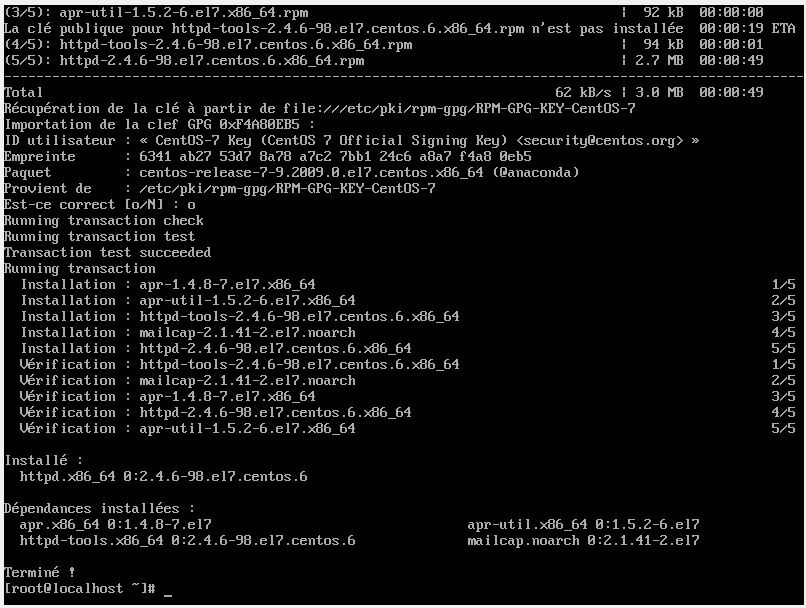 (3/5): apr-util-1.5.2-6.el7.x86_64.rpm | 92 kB 00:00:00
La clé publique pour httpd-tools-2.4.6-98.el7.centos.6.x86_64.rpm n'est pas installée 00:00:19 ETA
(4/5): httpd-tools-2.4.6-98.el7.centos.6.x86_64.rpm | 94 kB 00:00:01
(5/5): httpd-2.4.6-98.el7.centos.6.x86_64.rpm | 2.7 MB 00:00:49
--------------------------------------------------------------------------------
Total 62 kB/s | 3.0 MB 00:00:49
Récupération de la clé à partir de file:///etc/pki/rpm-gpg/RPM-GPG-KEY-CentOS-7
Importation de la clef GPG 0xF4A80EB5 :
ID utilisateur : « CentOS-7 Key (CentOS 7 Official Signing Key) <security@centos.org> »
Empreinte : 6341 ab27 53d7 8a78 a7c2 7bb1 24c6 a8a7 f4a8 0eb5
Paquet : centos-release-7-9.2009.0.el7.centos.x86_64 (@anaconda)
Provient de : /etc/pki/rpm-gpg/RPM-GPG-KEY-CentOS-7
Est-ce correct [o/N] : o
Running transaction check
Running transaction test
Transaction test succeeded
Running transaction
Installation : apr-1.4.8-7.el7.x86_64 1/5
Installation : apr-util-1.5.2-6.el7.x86_64 2/5
Installation : httpd-tools-2.4.6-98.el7.centos.6.x86_64 3/5
Installation : mailcap-2.1.41-2.el7.noarch 4/5
Installation : httpd-2.4.6-98.el7.centos.6.x86_64 5/5
Vérification : httpd-tools-2.4.6-98.el7.centos.6.x86_64 1/5
Vérification : mailcap-2.1.41-2.el7.noarch 2/5
Vérification : apr-1.4.8-7.el7.x86_64 3/5
Vérification : httpd-2.4.6-98.el7.centos.6.x86_64 4/5
Vérification : apr-util-1.5.2-6.el7.x86_64 5/5
Installé :
httpd.x86_64 0:2.4.6-98.el7.centos.6
Dépendances installées :
apr.x86_64 0:1.4.8-7.el7 apr-util.x86_64 0:1.5.2-6.el7
httpd-tools.x86_64 0:2.4.6-98.el7.centos.6 mailcap.noarch 0:2.1.41-2.el7
Terminé !
[root@localhost ~]# _